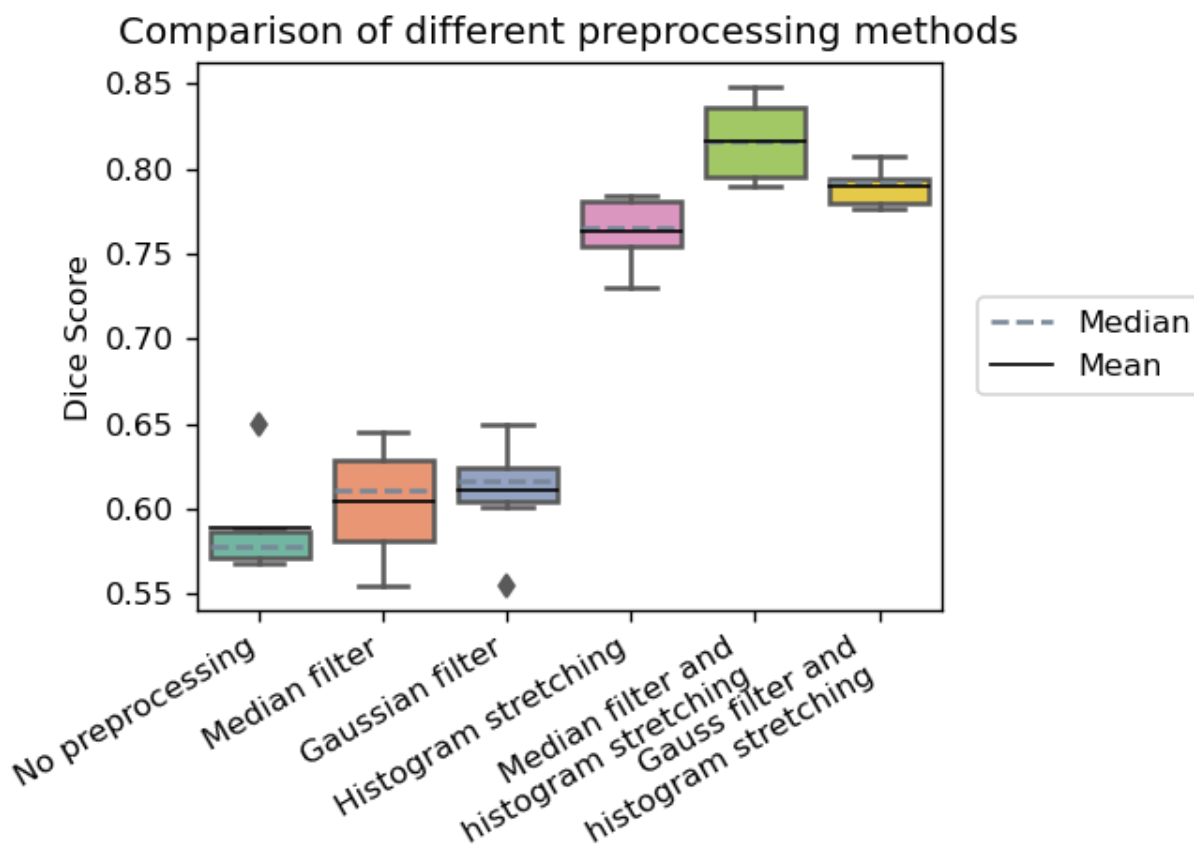 Comparison of different preprocessing methods
0.85
0.80
0.75
0.70
0.65
0.60
0.55
Dice Score
No preprocessing
Median filter
Gaussian filter
Histogram stretching
Median filter and
histogram stretching
Gauss filter and
histogram stretching
Median
Mean